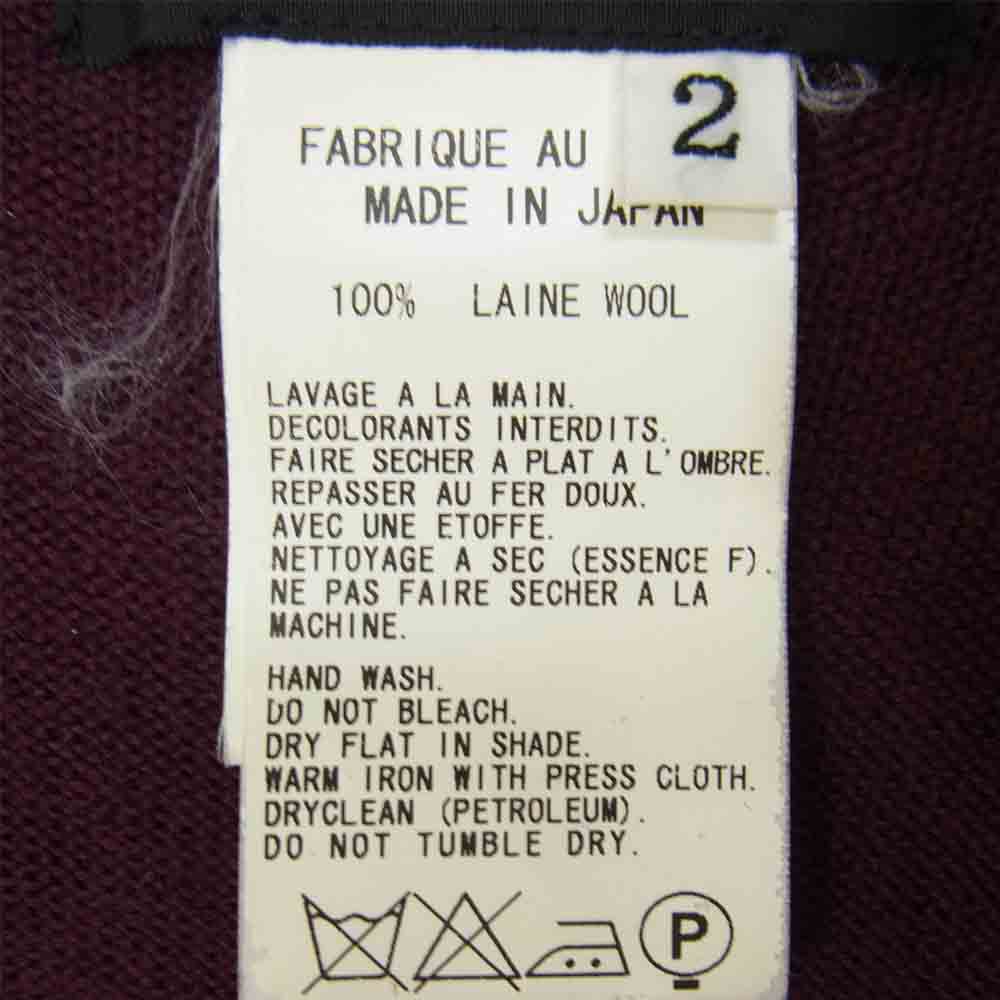 2
FABRIQUE AU
MADE IN JAPAN
100% LAINE WOOL
LAVAGE A LA MAIN.
DECOLORANTS INTERDITS.
FAIRE SECHER A PLAT A L'OMBRE.
REPASSER AU FER DOUX.
AVEC UNE ETOFFE.
NETTOYAGE A SEC (ESSENCE F).
NE PAS FAIRE SECHER A LA
MACHINE.
HAND WASH.
DO NOT BLEACH.
DRY FLAT IN SHADE.
WARM IRON WITH PRESS CLOTH.
DRYCLEAN (PETROLEUM).
DO NOT TUMBLE DRY.
P